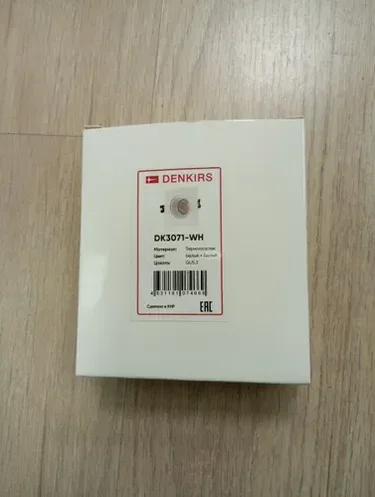 DENKIRS
DK3071-WH
Материал: Термопластик
Цвет: Белый + Белый
Цоколь: GU5.3
Сделано в КНР
EAC